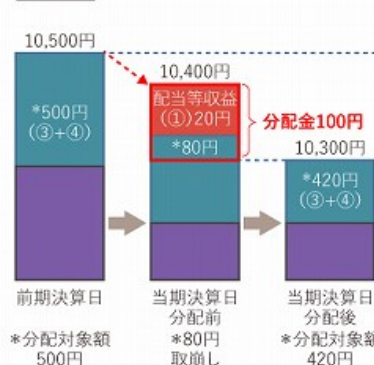 10,500円
10,400円
配当等収益
(①)20円
*500円
(③+④)
*80円
分配金100円
10,300円
*420円
(③+④)
前期決算日
当期決算日
分配前
当期決算日
分配後
*分配対象額
500円
*80円
取崩し
*分配対象額
420円